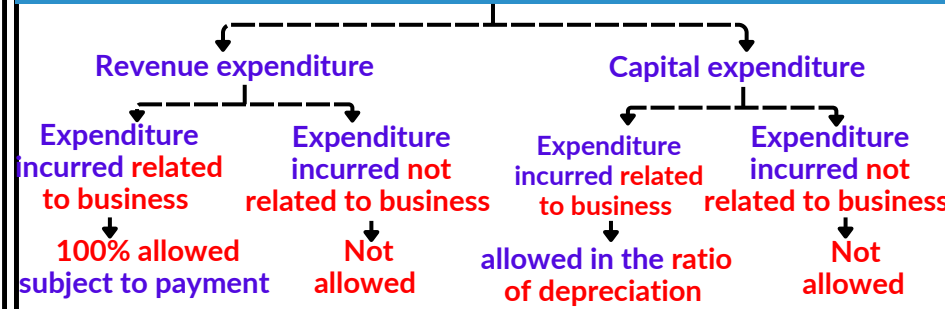 Revenue expenditure
Capital expenditure
Expenditure
incurred related
to business
Expenditure
incurred not
related to business
Expenditure
incurred related
to business
Expenditure
incurred not
related to business
100% allowed
subject to payment
Not
allowed
allowed in the ratio
of depreciation
Not
allowed